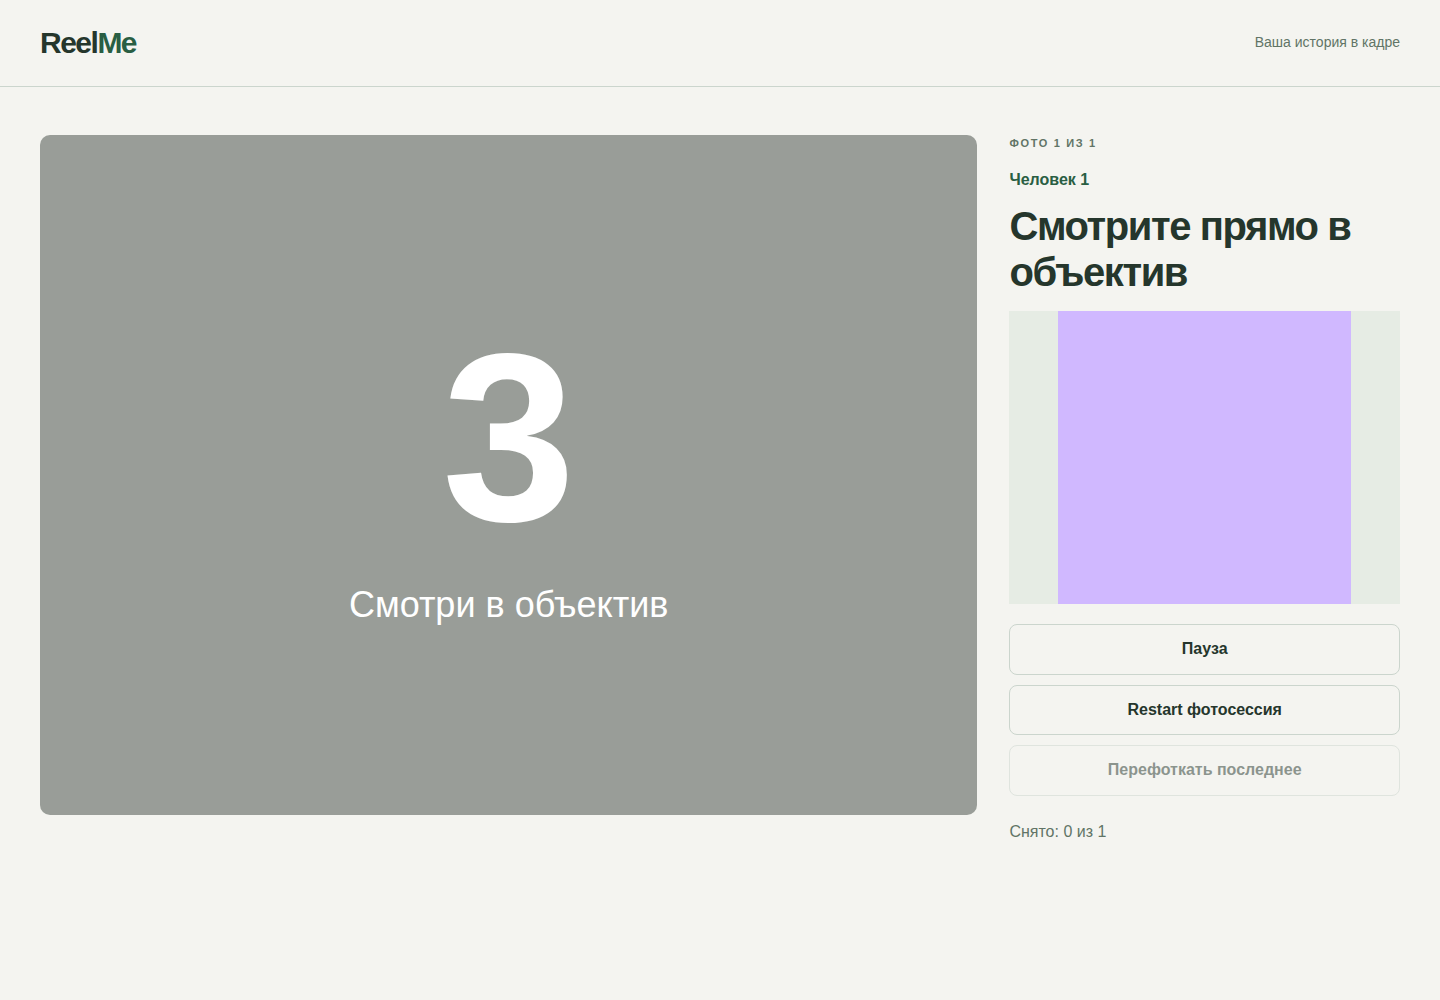 ReelMe
Ваша история в кадре
3
Смотри в объектив
ФОТО 1 ИЗ 1
Человек 1
Смотрите прямо в
объектив
Пауза
Restart фотосессия
Перефоткать последнее
Снято: 0 из 1